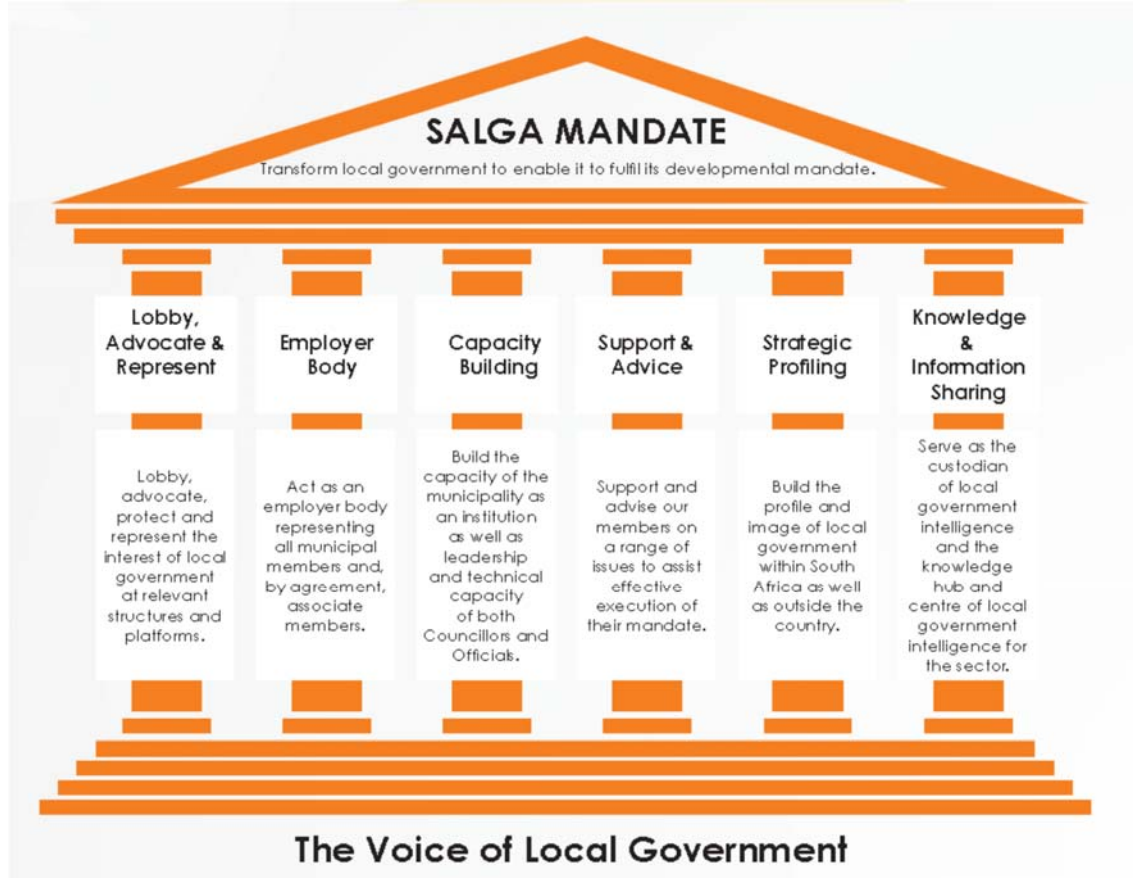 SALGA MANDATE
Transform local government to enable it to fulfil its developmental mandate.
Lobby,
Advocate &
Represent
Lobby,
advocate,
protect and
represent the
interest of local
government
at relevant
structures and
platforms.
Employer
Body
Act as an
employer body
representing
all municipal
members and,
by agreement,
associate
members.
Capacity
Building
Build the
capacity of the
municipality as
an institution
as well as
leadership
and technical
capacity
of both
Councillors and
Officials.
Support &
Advice
Support and
advise our
members on
a range of
issues to assist
effective
execution of
their mandate.
Strategic
Profiling
Build the
profile and
image of local
government
within South
Africa as well
as outside the
country.
Knowledge
&
Information
Sharing
Serve as the
custodian
of local
government
intelligence
and the
knowledge
hub and
centre of local
government
intelligence for
the sector.
The Voice of Local Government